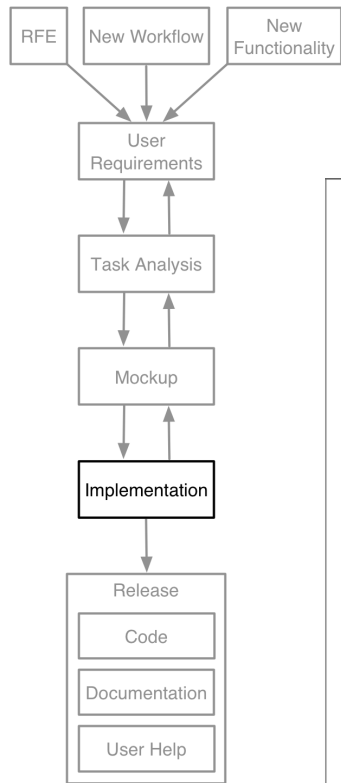 RFE
New Workflow
New
Functionality
User
Requirements
Task Analysis
Mockup
Implementation
Release
Code
Documentation
User Help